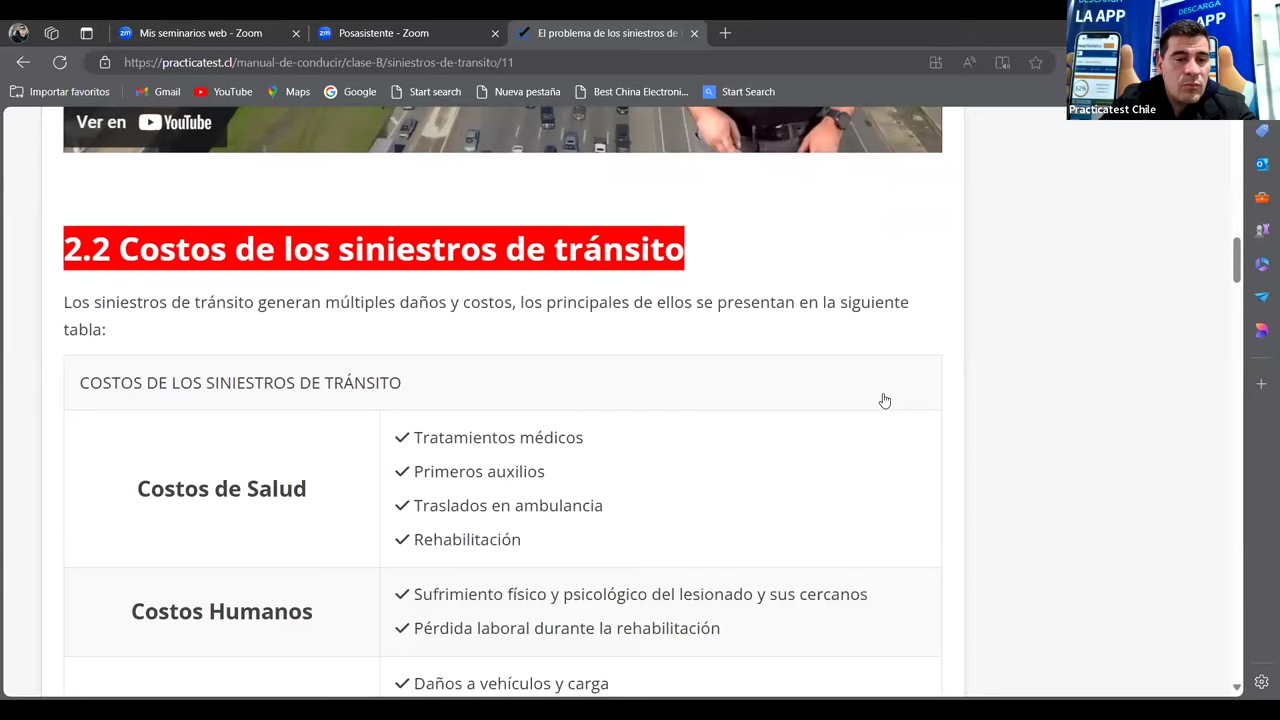 Mis seminarios web - Zoom
Posasistente - Zoom
El problema de los siniestros de
https://practicatest.cl/manual-de-conducir/clase-B/siniestros-de-transito/11
Importar favoritos
Gmail
YouTube
Maps
Google
Start search
Nueva pestaña
Best China Electroni...
Start Search
DESCARGA
LA APP
DESCARGA
APP
62%
Practicatest Chile
Ver en YouTube
2.2 Costos de los siniestros de tránsito
Los siniestros de tránsito generan múltiples daños y costos, los principales de ellos se presentan en la siguiente
tabla:
COSTOS DE LOS SINIESTROS DE TRÁNSITO
Costos de Salud
Tratamientos médicos
Primeros auxilios
Traslados en ambulancia
Rehabilitación
Costos Humanos
Sufrimiento físico y psicológico del lesionado y sus cercanos
Pérdida laboral durante la rehabilitación
Daños a vehículos y carga